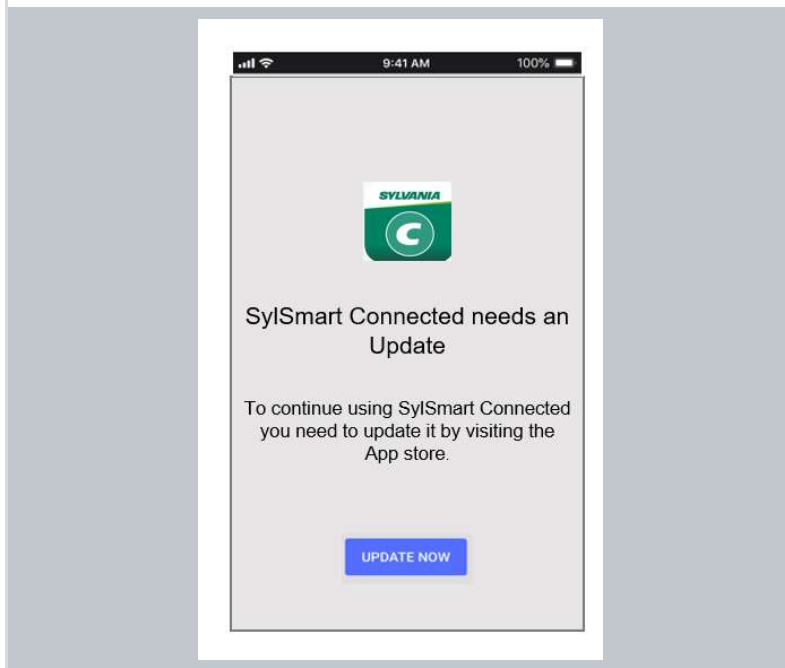 9:41 AM 100%
SYLVANIA
C
SylSmart Connected needs an
Update
To continue using SylSmart Connected
you need to update it by visiting the
App store.
UPDATE NOW